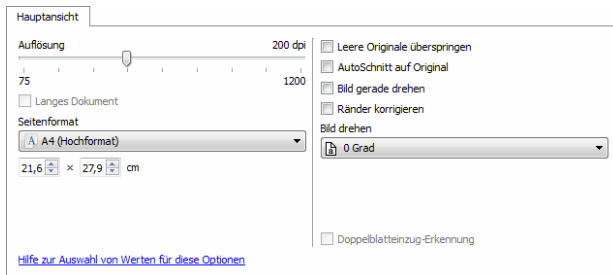 Hauptansicht
Auflösung 200 dpi
75 1200
Langes Dokument
Seitenformat
A A4 (Hochformat)
21,6 × 27,9 cm
Hilfe zur Auswahl von Werten für diese Optionen
Leere Originale überspringen
AutoSchnitt auf Original
Bild gerade drehen
Ränder korrigieren
Bild drehen
a 0 Grad
Doppelblatteinzug-Erkennung